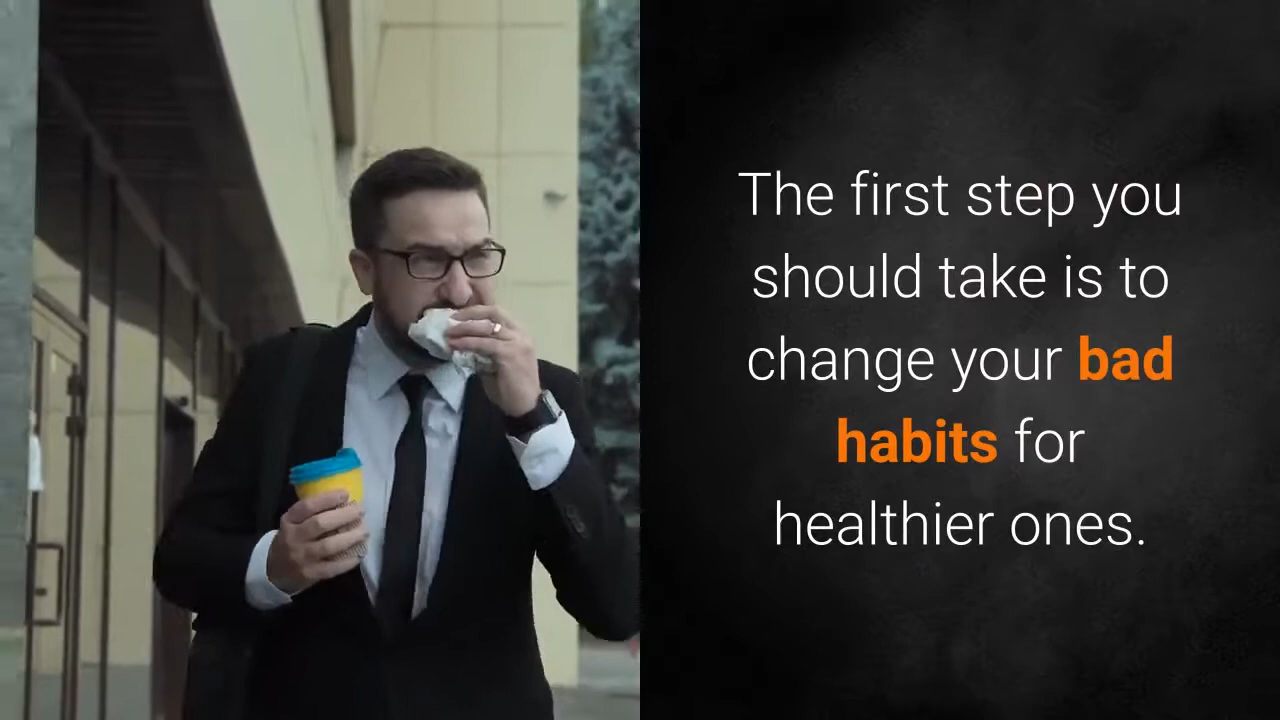 The first step you
should take is to
change your bad
habits for
healthier ones.